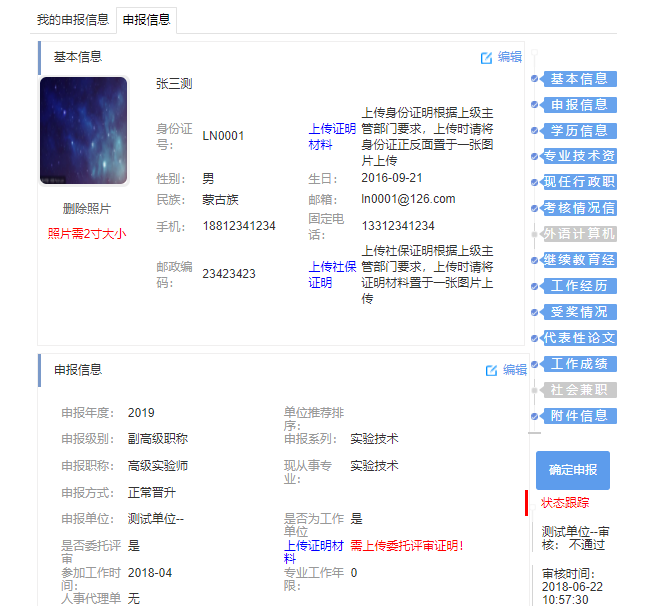 我的申报信息 申报信息
基本信息 编辑
张三测
身份证号： LN0001 上传身份证明材料 上传身份证明根据上级主管部门要求，上传时请将身份证正反面置于一张图片上传
性别： 男 生日： 2016-09-21
民族： 蒙古族 邮箱： ln0001@126.com
手机： 18812341234 固定电话： 13312341234
邮政编码： 23423423 上传社保证明 上传社保证明根据上级主管部门要求，上传时请将证明材料置于一张图片上传
删除照片
照片需2寸大小
申报信息 编辑
申报年度： 2019 单位推荐排序：
申报级别： 副高级职称 申报系列： 实验技术
申报职称： 高级实验师 现从事专业： 实验技术
申报方式： 正常晋升
申报单位： 测试单位-- 是否为工作单位 是
是否委托评审 是 上传证明材料 需上传委托评审证明！
参加工作时间： 2018-04 专业工作年限： 0
人事代理单 无
基本信息
申报信息
学历信息
专业技术资
现任行政职
考核情况信
外语计算机
继续教育经
工作经历
受奖情况
代表性论文
工作成绩
社会兼职
附件信息
确定申报
状态跟踪
测试单位--审核： 不通过
审核时间：
2018-06-22
10:57:30